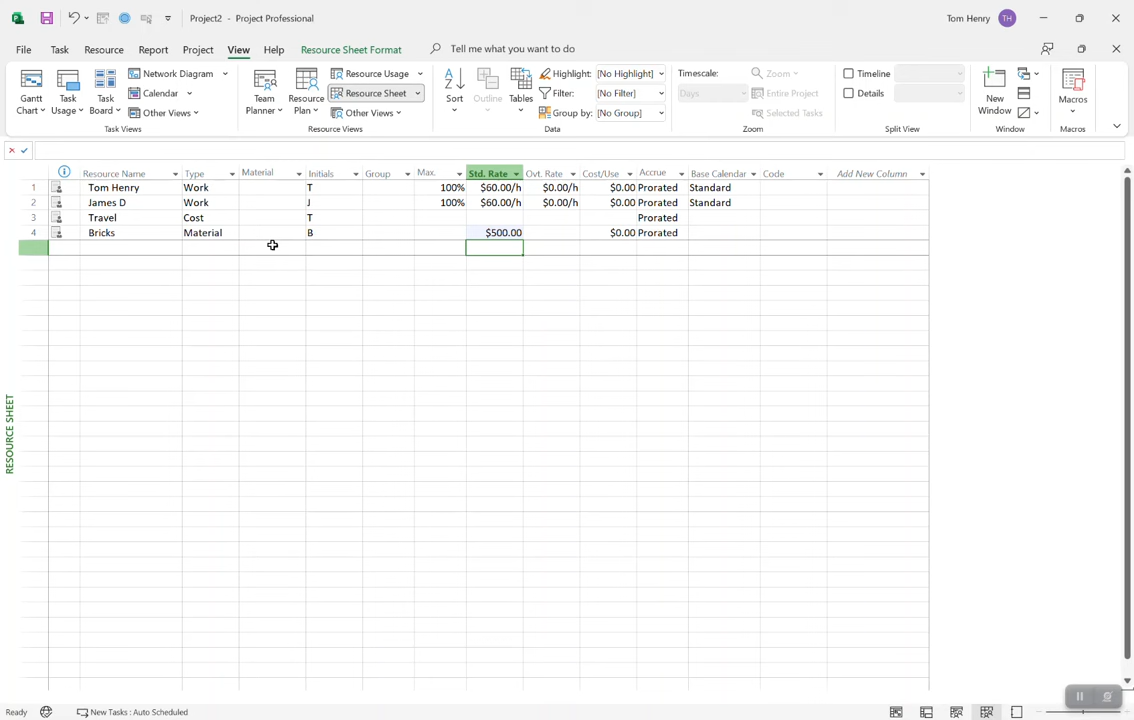 Project2 - Project Professional
Tom Henry TH
File Task Resource Report Project View Help Resource Sheet Format Tell me what you want to do
Gantt Chart
Task Usage
Task Board
Network Diagram
Calendar
Other Views
Task Views
Team Planner
Resource Plan
Resource Usage
Resource Sheet
Other Views
Resource Views
Sort
Outline
Tables
Highlight: [No Highlight]
Filter: [No Filter]
Group by: [No Group]
Data
Timescale:
Days
Zoom
Entire Project
Selected Tasks
Zoom
Timeline
Details
Split View
New Window
Window
Macros
Macros
Resource Name Type Material Initials Group Max. Std. Rate Ovt. Rate Cost/Use Accrue Base Calendar Code Add New Column
1 Tom Henry Work T 100% $60.00/h $0.00/h $0.00 Prorated Standard
2 James D Work J 100% $60.00/h $0.00/h $0.00 Prorated Standard
3 Travel Cost T Prorated
4 Bricks Material B $500.00 $0.00 Prorated
RESOURCE SHEET
Ready New Tasks : Auto Scheduled